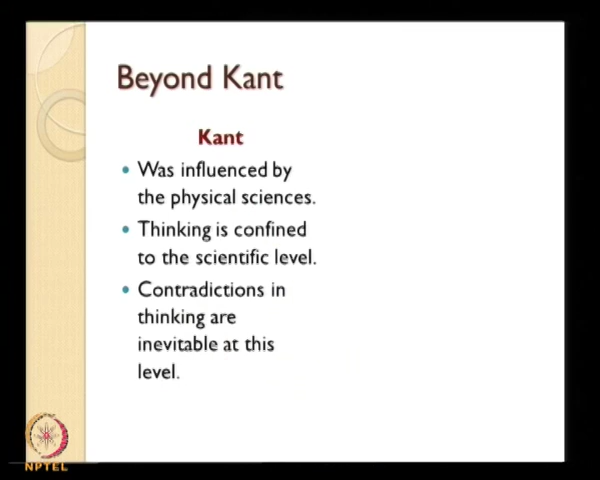 Beyond Kant
Kant
• Was influenced by
the physical sciences.
• Thinking is confined
to the scientific level.
• Contradictions in
thinking are
inevitable at this
level.
NPTEL